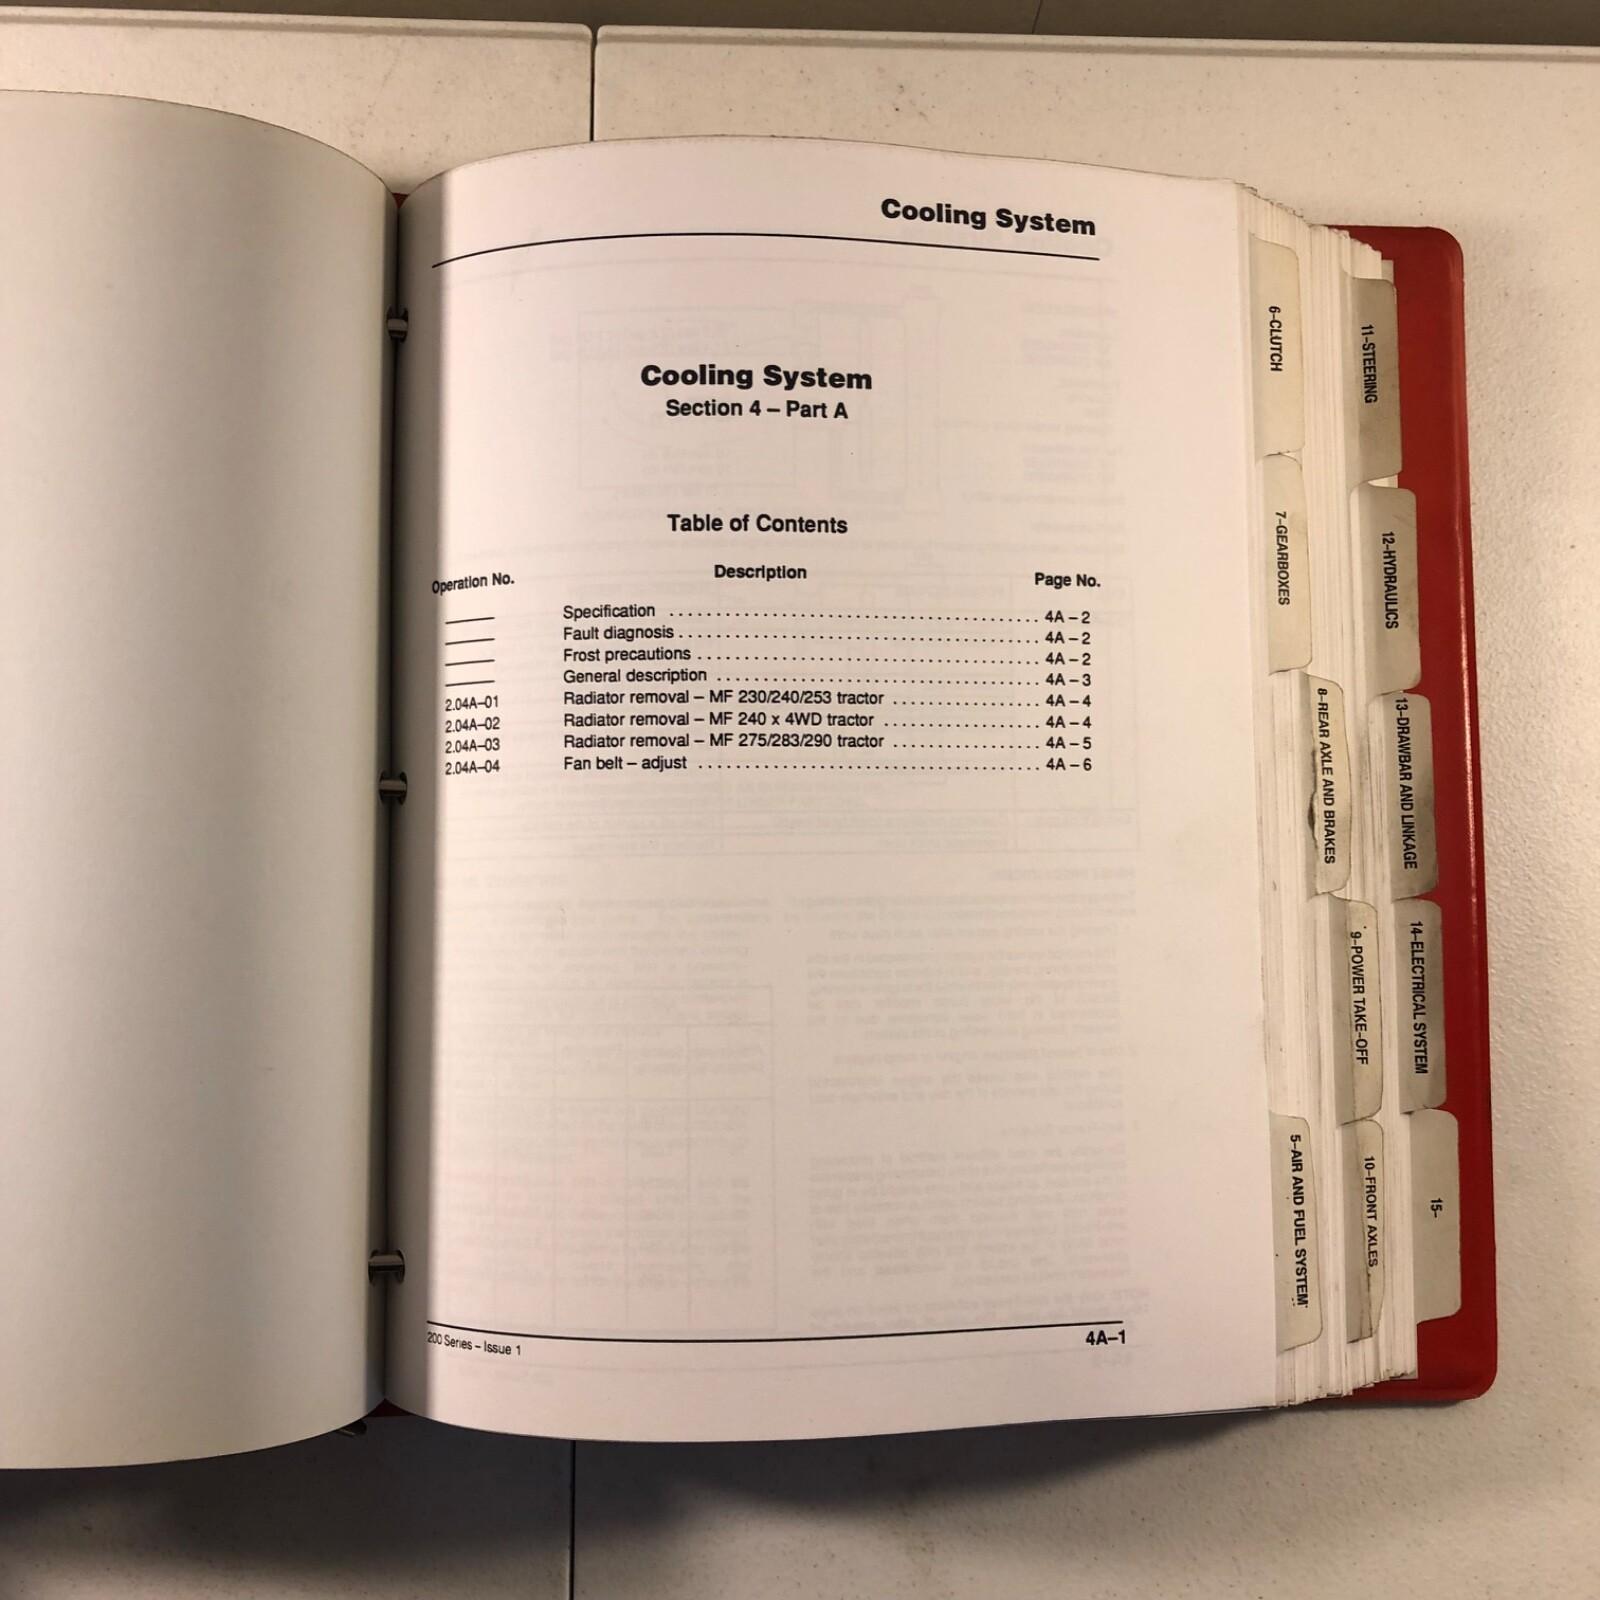 Cooling System
Cooling System
Section 4 – Part A
Table of Contents
Operation No. Description Page No.
Specification ........................................ 4A – 2
Fault diagnosis ....................................... 4A – 2
Frost precautions ..................................... 4A – 2
General description ................................... 4A – 3
2.04A–01 Radiator removal – MF 230/240/253 tractor ................ 4A – 4
2.04A–02 Radiator removal – MF 240 x 4WD tractor ................. 4A – 4
2.04A–03 Radiator removal – MF 275/283/290 tractor ................ 4A – 5
2.04A–04 Fan belt – adjust ..................................... 4A – 6
200 Series – Issue 1 4A–1
6–CLUTCH
7–GEARBOXES
8–REAR AXLE AND BRAKES
9–POWER TAKE–OFF
5–AIR AND FUEL SYSTEM
10–FRONT AXLES
11–STEERING
12–HYDRAULICS
13–DRAWBAR AND LINKAGE
14–ELECTRICAL SYSTEM
15–